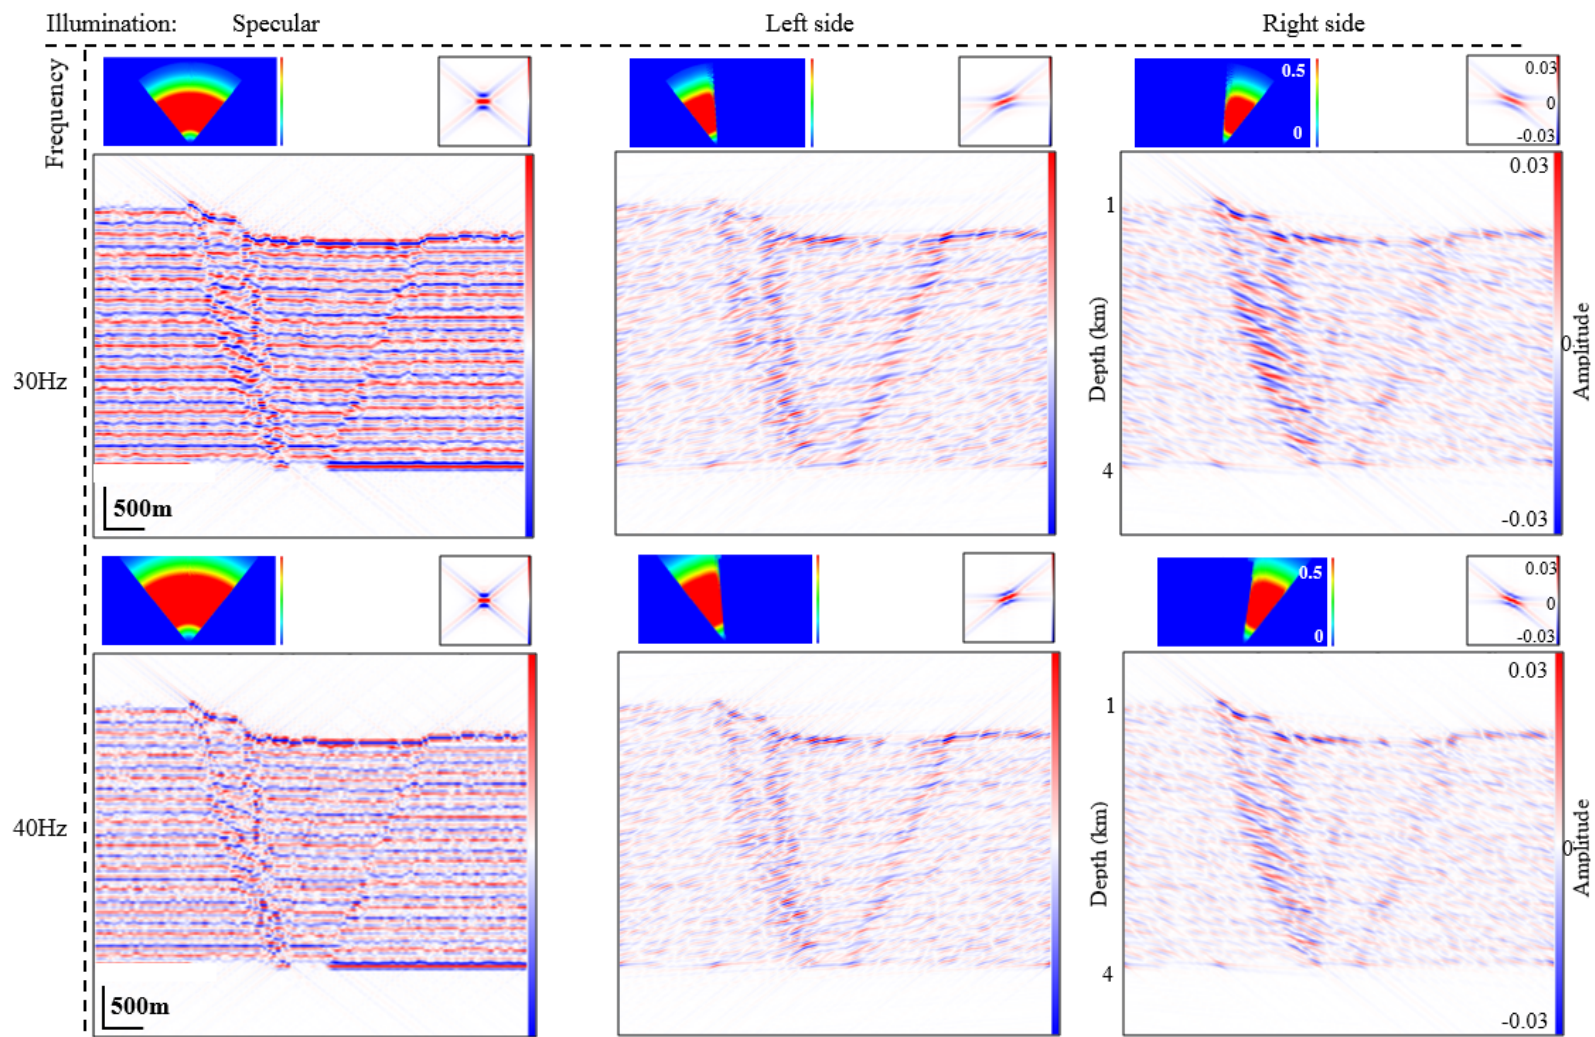 Illumination: Specular Left side Right side
Frequency
0.5
0
0.03
0
-0.03
30Hz
500m
1
Depth (km)
4
0.03
0
-0.03
Amplitude
0.5
0
0.03
0
-0.03
40Hz
500m
1
Depth (km)
4
0.03
0
-0.03
Amplitude